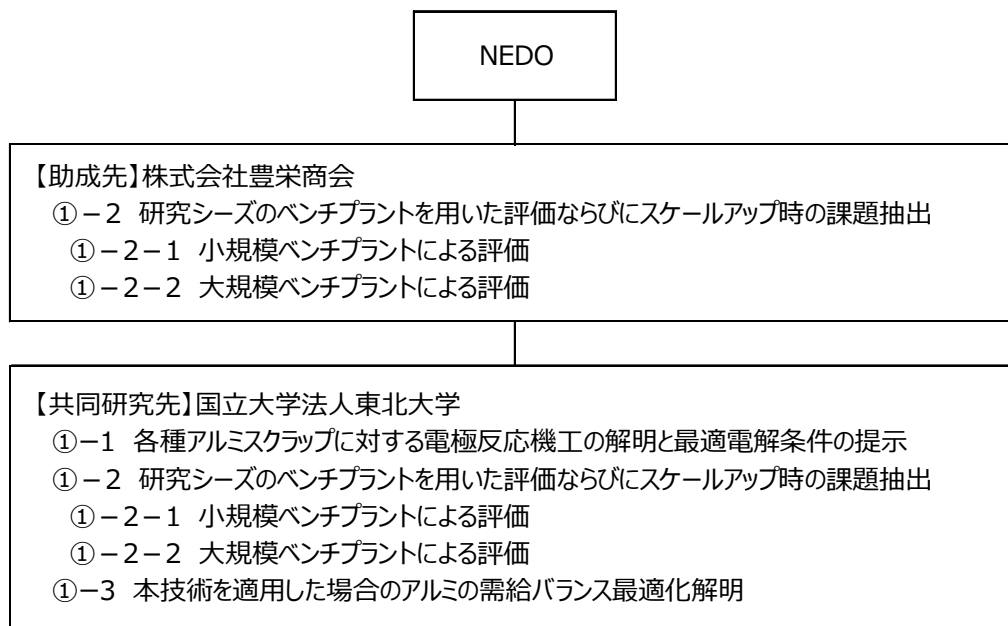 NEDO
【助成先】株式会社豊栄商会
①－2 研究シーズのベンチプラントを用いた評価ならびにスケールアップ時の課題抽出
①－2－1 小規模ベンチプラントによる評価
①－2－2 大規模ベンチプラントによる評価
【共同研究先】国立大学法人東北大学
①－1 各種アルミスクラップに対する電極反応機工の解明と最適電解条件の提示
①－2 研究シーズのベンチプラントを用いた評価ならびにスケールアップ時の課題抽出
①－2－1 小規模ベンチプラントによる評価
①－2－2 大規模ベンチプラントによる評価
①－3 本技術を適用した場合のアルミの需給バランス最適化解明